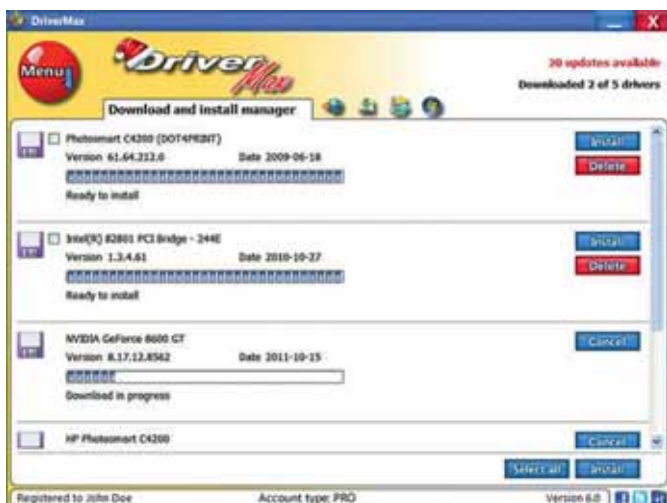 DriverMax
Menu
Driver Max
20 updates available
Downloaded 2 of 5 drivers
Download and install manager
Photosmart C4200 (DOT4PRINT)
Install
Version 61.64.212.0 Date 2009-06-18
Delete
Ready to install
Intel(R) 82801 PCI Bridge - 244E
Install
Version 1.3.4.61 Date 2010-10-27
Delete
Ready to install
NVIDIA GeForce 8600 GT
Cancel
Version 8.17.12.8562 Date 2011-10-15
Download in progress
HP Photosmart C4200
Cancel
Select all Install
Registered to John Doe Account type: PRO Version 6.0